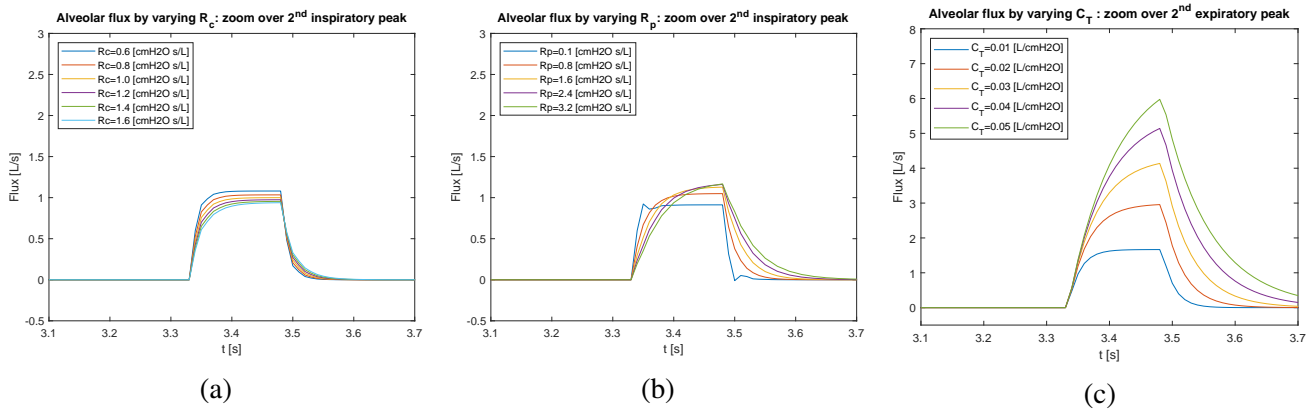 Alveolar flux by varying R_c: zoom over 2^nd inspiratory peak
3
2.5
2
1.5
1
0.5
0
-0.5
Flux [L/s]
Rc=0.6 [cmH2O s/L]
Rc=0.8 [cmH2O s/L]
Rc=1.0 [cmH2O s/L]
Rc=1.2 [cmH2O s/L]
Rc=1.4 [cmH2O s/L]
Rc=1.6 [cmH2O s/L]
3.1 3.2 3.3 3.4 3.5 3.6 3.7
t [s]
(a)
Alveolar flux by varying R_p: zoom over 2^nd inspiratory peak
3
2.5
2
1.5
1
0.5
0
-0.5
Flux [L/s]
Rp=0.1 [cmH2O s/L]
Rp=0.8 [cmH2O s/L]
Rp=1.6 [cmH2O s/L]
Rp=2.4 [cmH2O s/L]
Rp=3.2 [cmH2O s/L]
3.1 3.2 3.3 3.4 3.5 3.6 3.7
t [s]
(b)
Alveolar flux by varying C_T : zoom over 2^nd expiratory peak
8
7
6
5
4
3
2
1
0
Flux [L/s]
C_T=0.01 [L/cmH2O]
C_T=0.02 [L/cmH2O]
C_T=0.03 [L/cmH2O]
C_T=0.04 [L/cmH2O]
C_T=0.05 [L/cmH2O]
3.1 3.2 3.3 3.4 3.5 3.6 3.7
t [s]
(c)